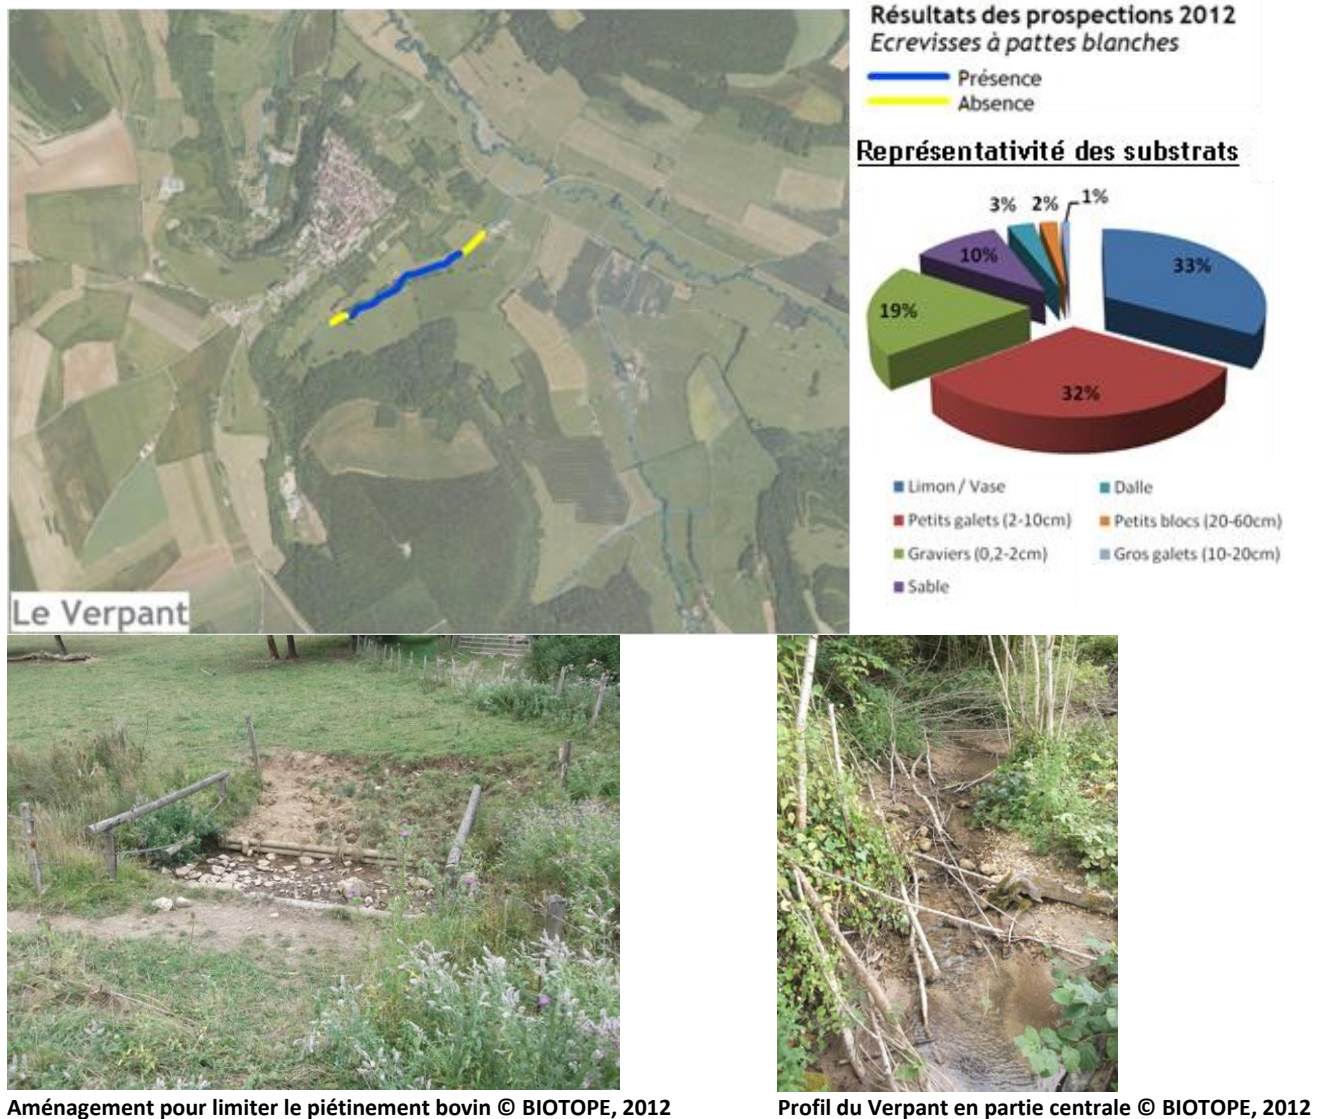 Résultats des prospections 2012
Ecrevisses à pattes blanches
Présence
Absence
Représentativité des substrats
3% 2% 1%
10%
33%
19%
32%
Limon / Vase
Dalle
Petits galets (2-10cm)
Petits blocs (20-60cm)
Graviers (0,2-2cm)
Gros galets (10-20cm)
Sable
Le Verpant
Aménagement pour limiter le piétinement bovin © BIOTOPE, 2012
Profil du Verpant en partie centrale © BIOTOPE, 2012